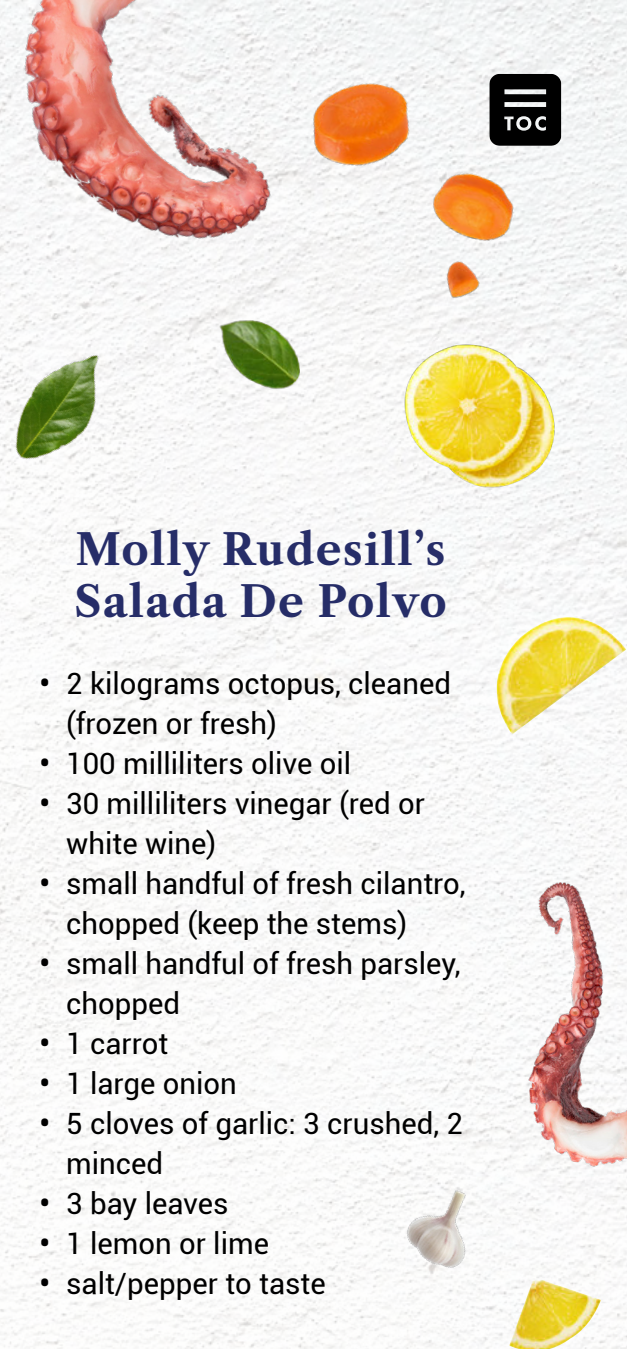 TOC
Molly Rudesill’s
Salada De Polvo
• 2 kilograms octopus, cleaned
(frozen or fresh)
• 100 milliliters olive oil
• 30 milliliters vinegar (red or
white wine)
• small handful of fresh cilantro,
chopped (keep the stems)
• small handful of fresh parsley,
chopped
• 1 carrot
• 1 large onion
• 5 cloves of garlic: 3 crushed, 2
minced
• 3 bay leaves
• 1 lemon or lime
• salt/pepper to taste